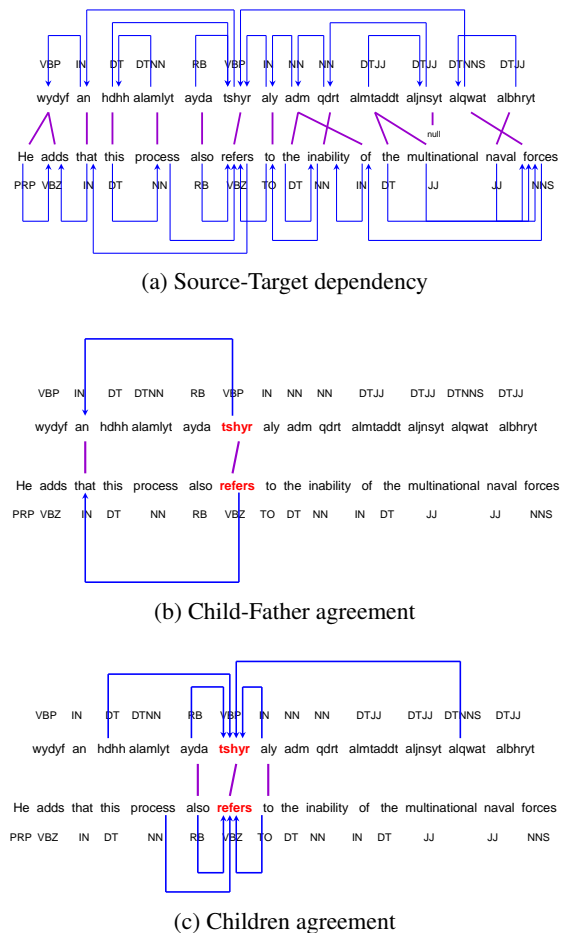 VBP IN DT DTNN RB VBP IN NN NN DTJJ DTJJ DTNNS DTJJ
wydyf an hdhh alamlyt ayda tshyr aly adm qdrt almtaddt aljnsyt alqwat albhryt
null
He adds that this process also refers to the inability of the multinational naval forces
PRP VBZ IN DT NN RB VBZ TO DT NN IN DT JJ JJ NNS
(a) Source-Target dependency
VBP IN DT DTNN RB VBP IN NN NN DTJJ DTJJ DTNNS DTJJ
wydyf an hdhh alamlyt ayda tshyr aly adm qdrt almtaddt aljnsyt alqwat albhryt
He adds that this process also refers to the inability of the multinational naval forces
PRP VBZ IN DT NN RB VBZ TO DT NN IN DT JJ JJ NNS
(b) Child-Father agreement
VBP IN DT DTNN RB VBP IN NN NN DTJJ DTJJ DTNNS DTJJ
wydyf an hdhh alamlyt ayda tshyr aly adm qdrt almtaddt aljnsyt alqwat albhryt
He adds that this process also refers to the inability of the multinational naval forces
PRP VBZ IN DT NN RB VBZ TO DT NN IN DT JJ JJ NNS
(c) Children agreement